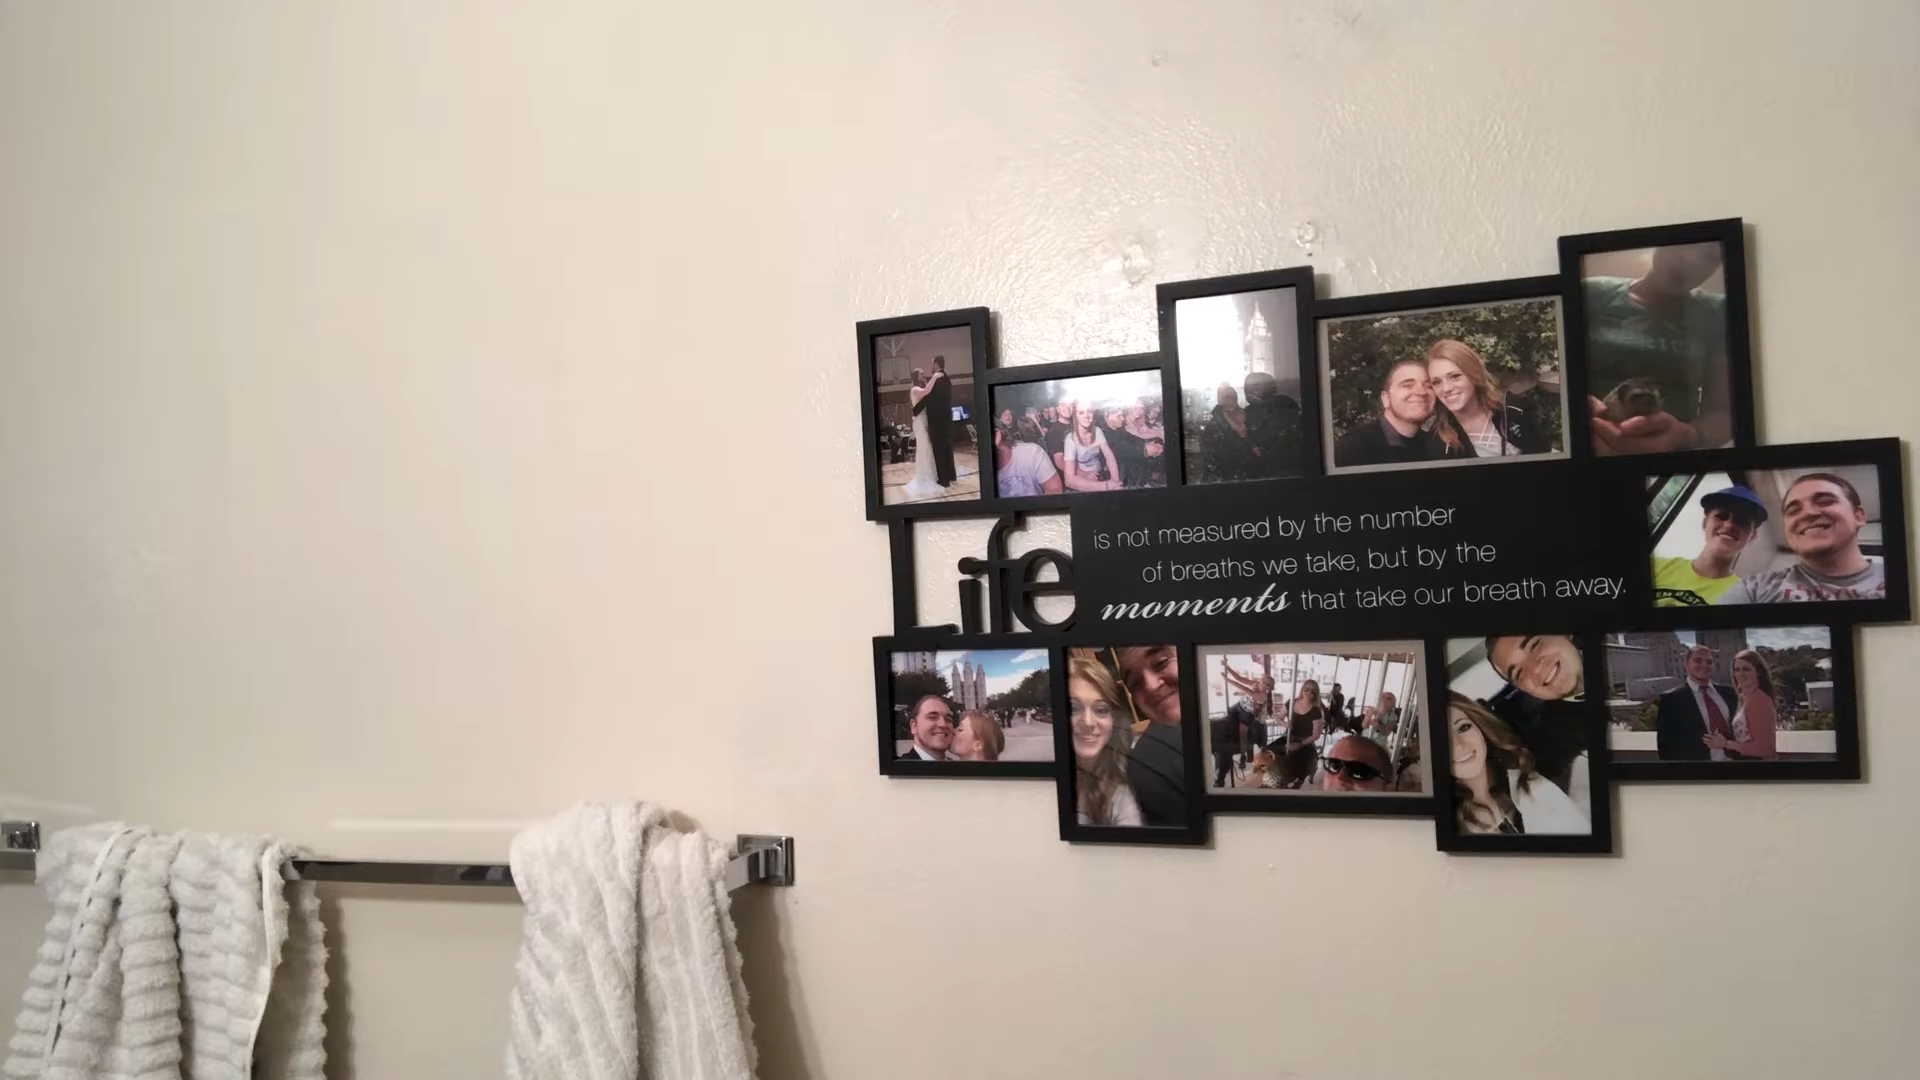 Life
is not measured by the number
of breaths we take, but by the
moments that take our breath away.